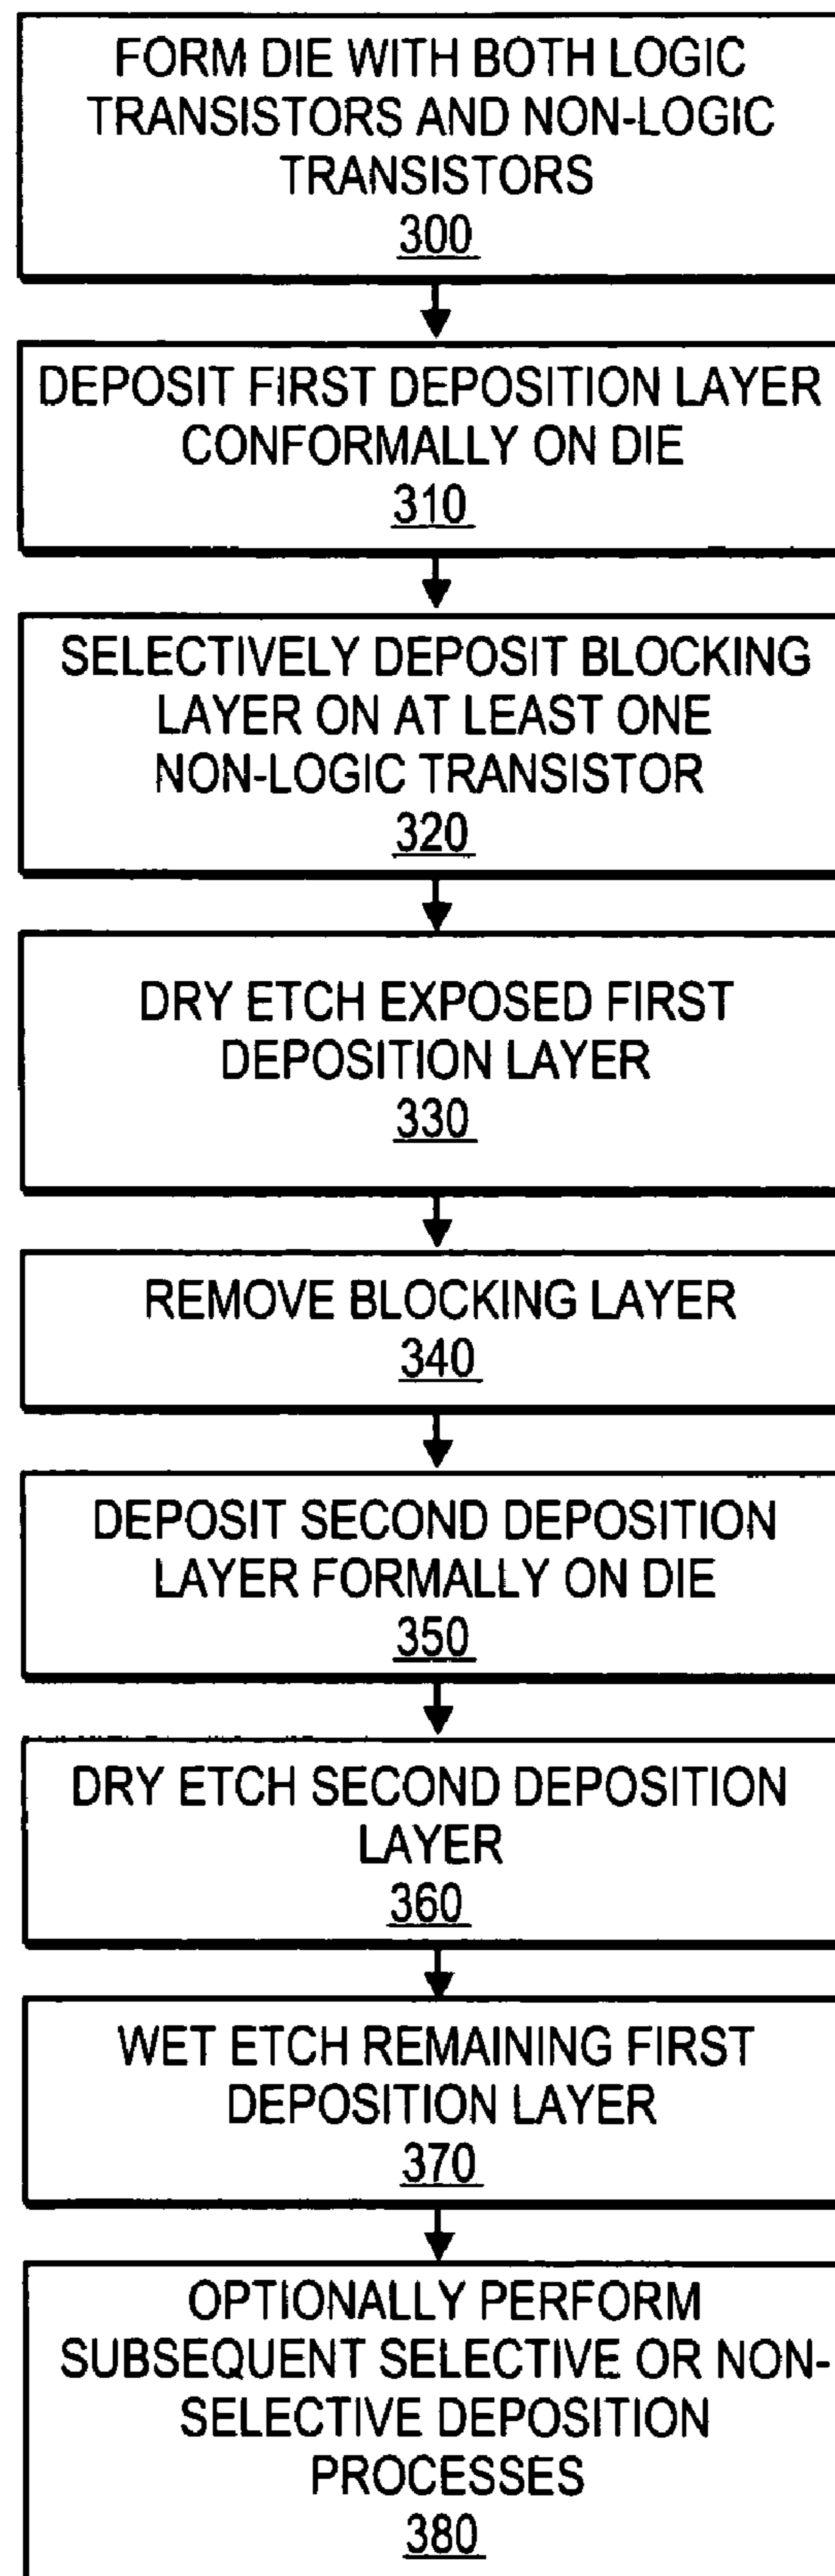 FORM DIE WITH BOTH LOGIC
TRANSISTORS AND NON-LOGIC
TRANSISTORS
300
DEPOSIT FIRST DEPOSITION LAYER
CONFORMALLY ON DIE
310
SELECTIVELY DEPOSIT BLOCKING
LAYER ON AT LEAST ONE
NON-LOGIC TRANSISTOR
320
DRY ETCH EXPOSED FIRST
DEPOSITION LAYER
330
REMOVE BLOCKING LAYER
340
DEPOSIT SECOND DEPOSITION
LAYER FORMALLY ON DIE
350
DRY ETCH SECOND DEPOSITION
LAYER
360
WET ETCH REMAINING FIRST
DEPOSITION LAYER
370
OPTIONALLY PERFORM
SUBSEQUENT SELECTIVE OR NON-
SELECTIVE DEPOSITION
PROCESSES
380